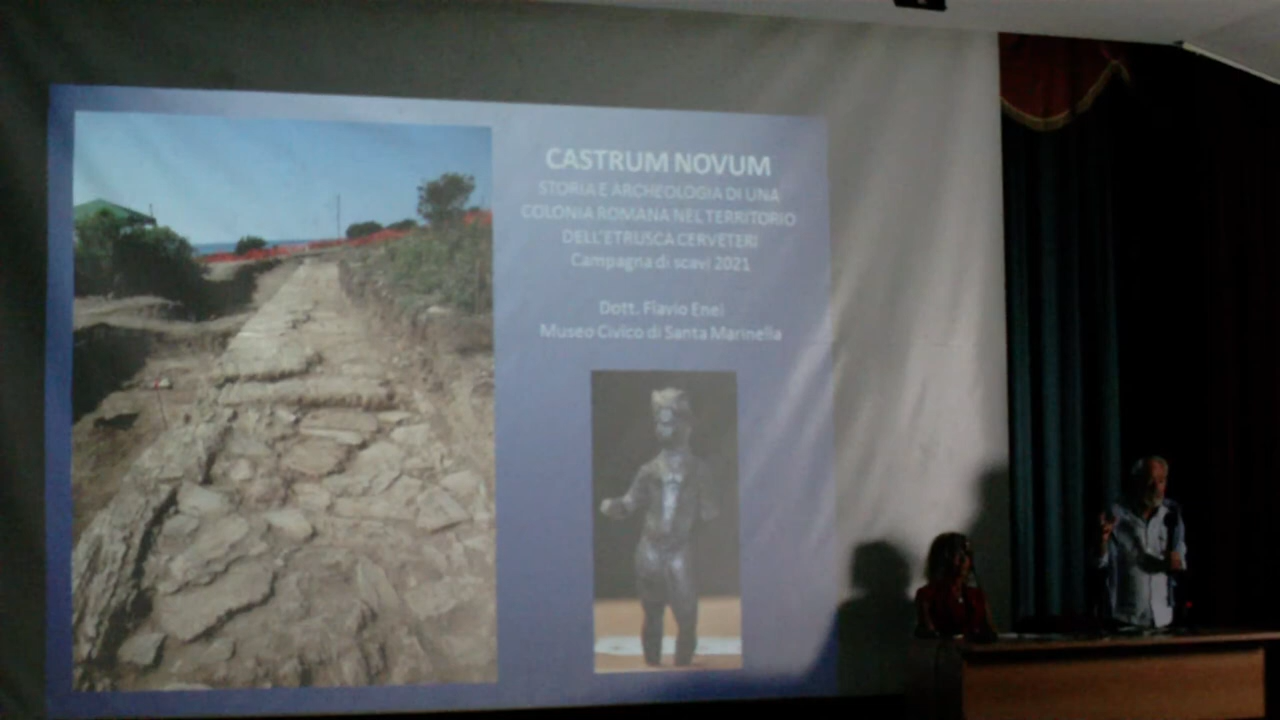 CASTRUM NOVUM
STORIA E ARCHEOLOGIA DI UNA
COLONIA ROMANA NEL TERRITORIO
DELL'ETRUSCA CERVETERI
Campagna di scavi 2021
Dott. Flavio Enei
Museo Civico di Santa Marinella